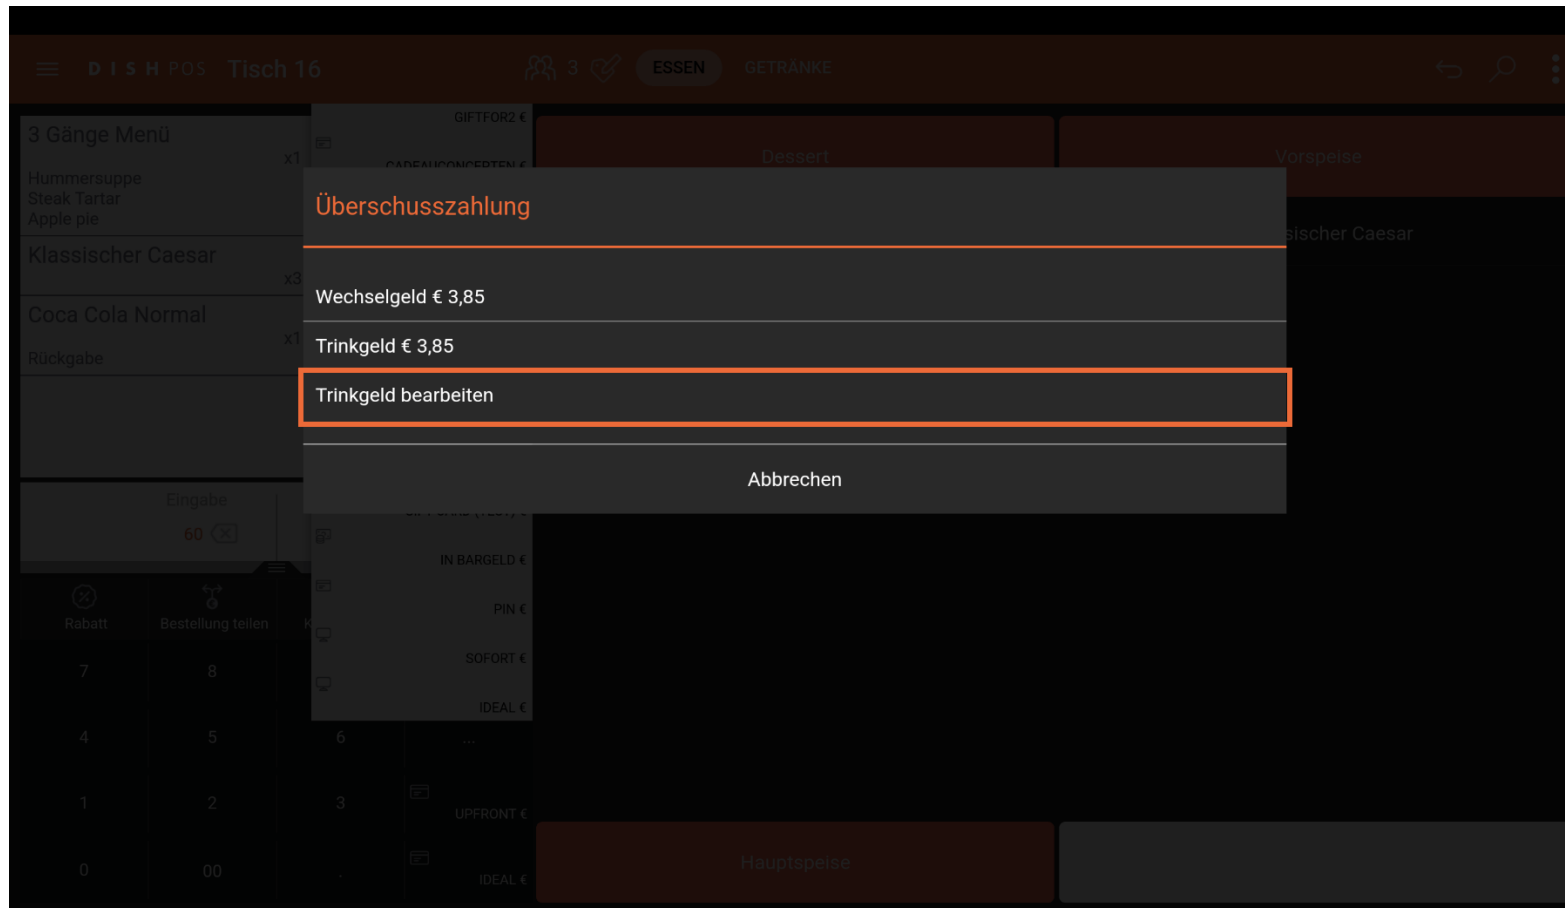 DISH POS Tisch 16
3
ESSEN
GETRÄNKE
3 Gänge Menü
x1
Hummersuppe
Steak Tartar
Apple pie
Klassischer Caesar
x3
Coca Cola Normal
x1
Rückgabe
GIFTFOR2 €
CADEAUCONCERTEN €
Dessert
Vorspeise
Überschusszahlung
Wechselgeld € 3,85
Trinkgeld € 3,85
Trinkgeld bearbeiten
Abbrechen
Caesar
Eingabe
60
IN BARGELD €
PIN €
SOFORT €
IDEAL €
Rabatt
Bestellung teilen
7
8
4
5
6
...
1
2
3
UPFRONT €
0
00
.
IDEAL €
Hauptspeise